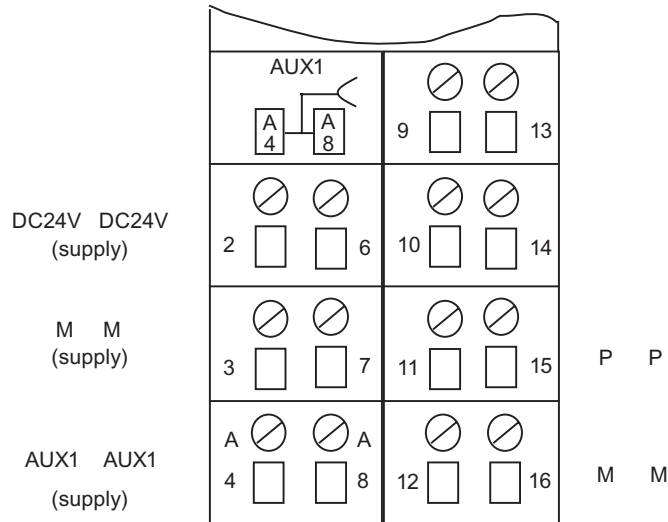 AUX1
A A
4 8
9 13
DC24V DC24V
(supply)
2 6 10 14
M M
(supply)
3 7 11 15
P P
A A
AUX1 AUX1
(supply)
4 8 12 16
M M